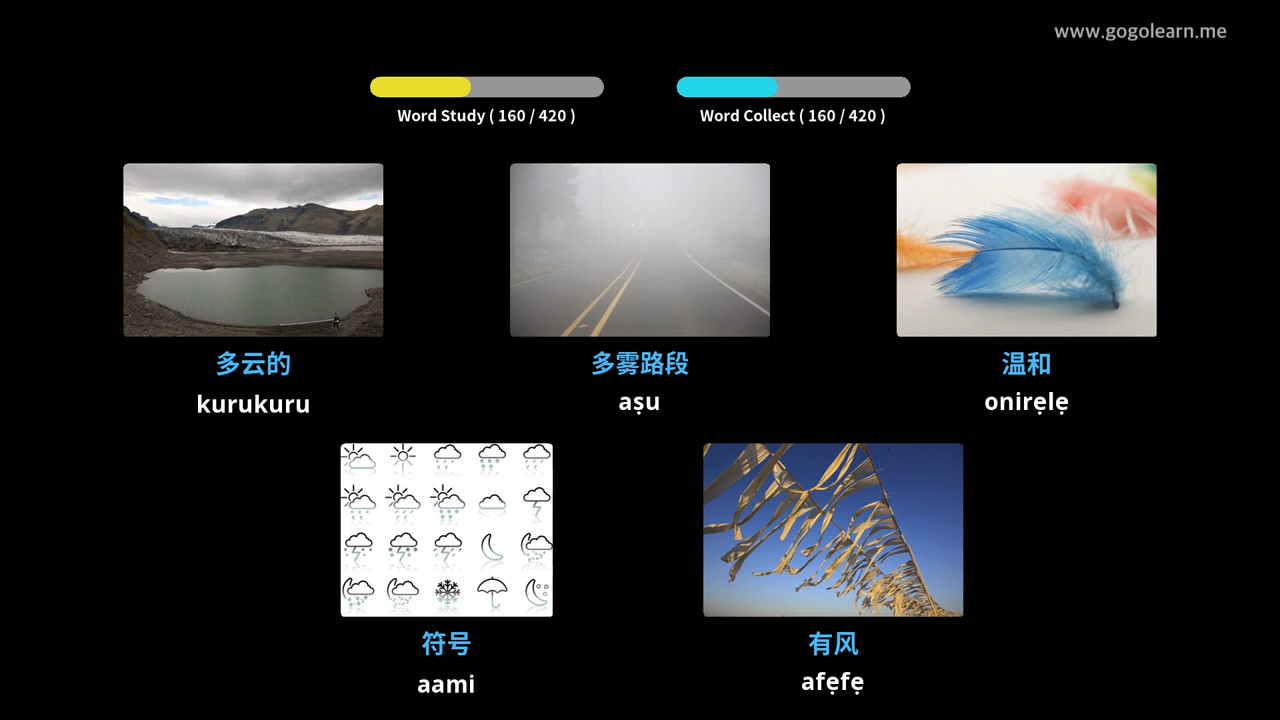 www.gogolearn.me
Word Study ( 160 / 420 )
Word Collect ( 160 / 420 )
多云的
kurukuru
多雾路段
aṣu
温和
onirẹlẹ
符号
aami
有风
afẹfẹ